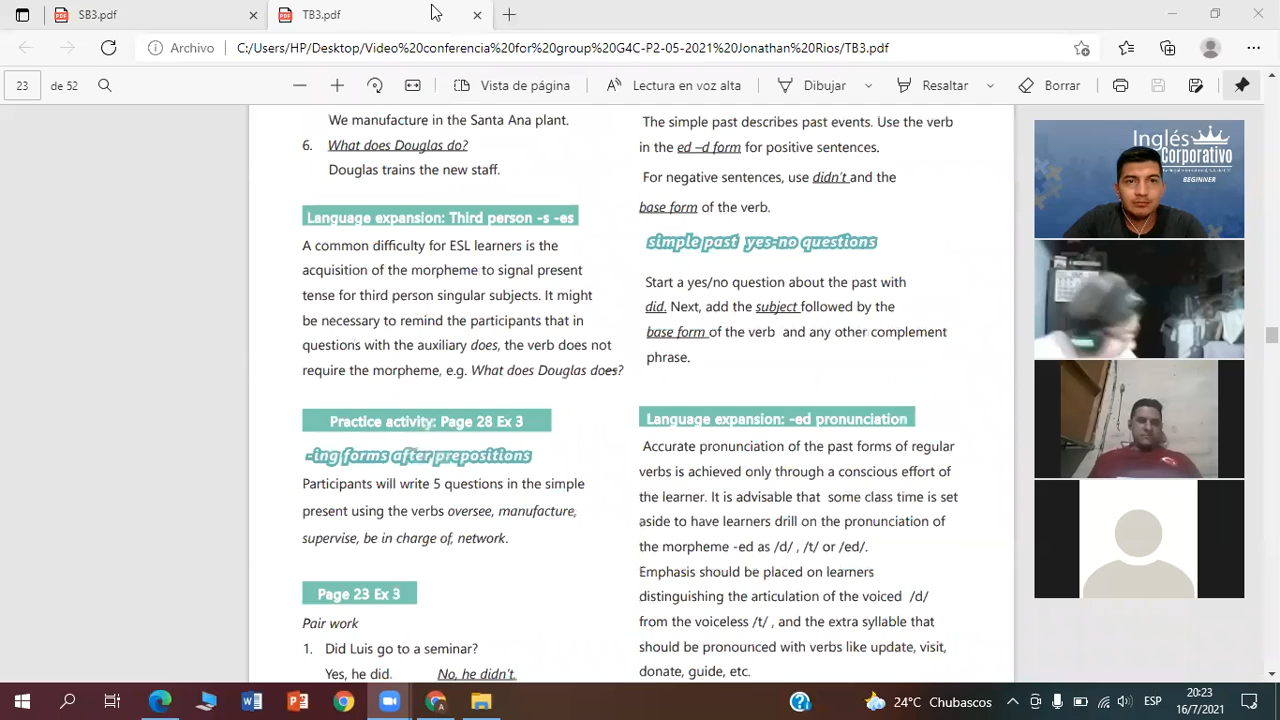 SB3.pdf
TB3.pdf
Archivo
C:/Users/HP/Desktop/Video%20conferencia%20for%20group%20G4C-P2-05-2021%20Jonathan%20Rios/TB3.pdf
23
de 52
Vista de página
Lectura en voz alta
Dibujar
Resaltar
Borrar
We manufacture in the Santa Ana plant.
6. What does Douglas do?
Douglas trains the new staff.
Language expansion: Third person -s -es
A common difficulty for ESL learners is the
acquisition of the morpheme to signal present
tense for third person singular subjects. It might
be necessary to remind the participants that in
questions with the auxiliary does, the verb does not
require the morpheme, e.g. What does Douglas does?
Practice activity: Page 28 Ex 3
-ing forms after prepositions
Participants will write 5 questions in the simple
present using the verbs oversee, manufacture,
supervise, be in charge of, network.
Page 23 Ex 3
Pair work
1. Did Luis go to a seminar?
Yes, he did. No, he didn't.
The simple past describes past events. Use the verb
in the ed –d form for positive sentences.
For negative sentences, use didn't and the
base form of the verb.
simple past yes-no questions
Start a yes/no question about the past with
did. Next, add the subject followed by the
base form of the verb and any other complement
phrase.
Language expansion: -ed pronunciation
Accurate pronunciation of the past forms of regular
verbs is achieved only through a conscious effort of
the learner. It is advisable that some class time is set
aside to have learners drill on the pronunciation of
the morpheme -ed as /d/ , /t/ or /ed/.
Emphasis should be placed on learners
distinguishing the articulation of the voiced /d/
from the voiceless /t/ , and the extra syllable that
should be pronounced with verbs like update, visit,
donate, guide, etc.
Inglés
Corporativo
BEGINNER
24°C Chubascos
ESP
20:23
16/7/2021